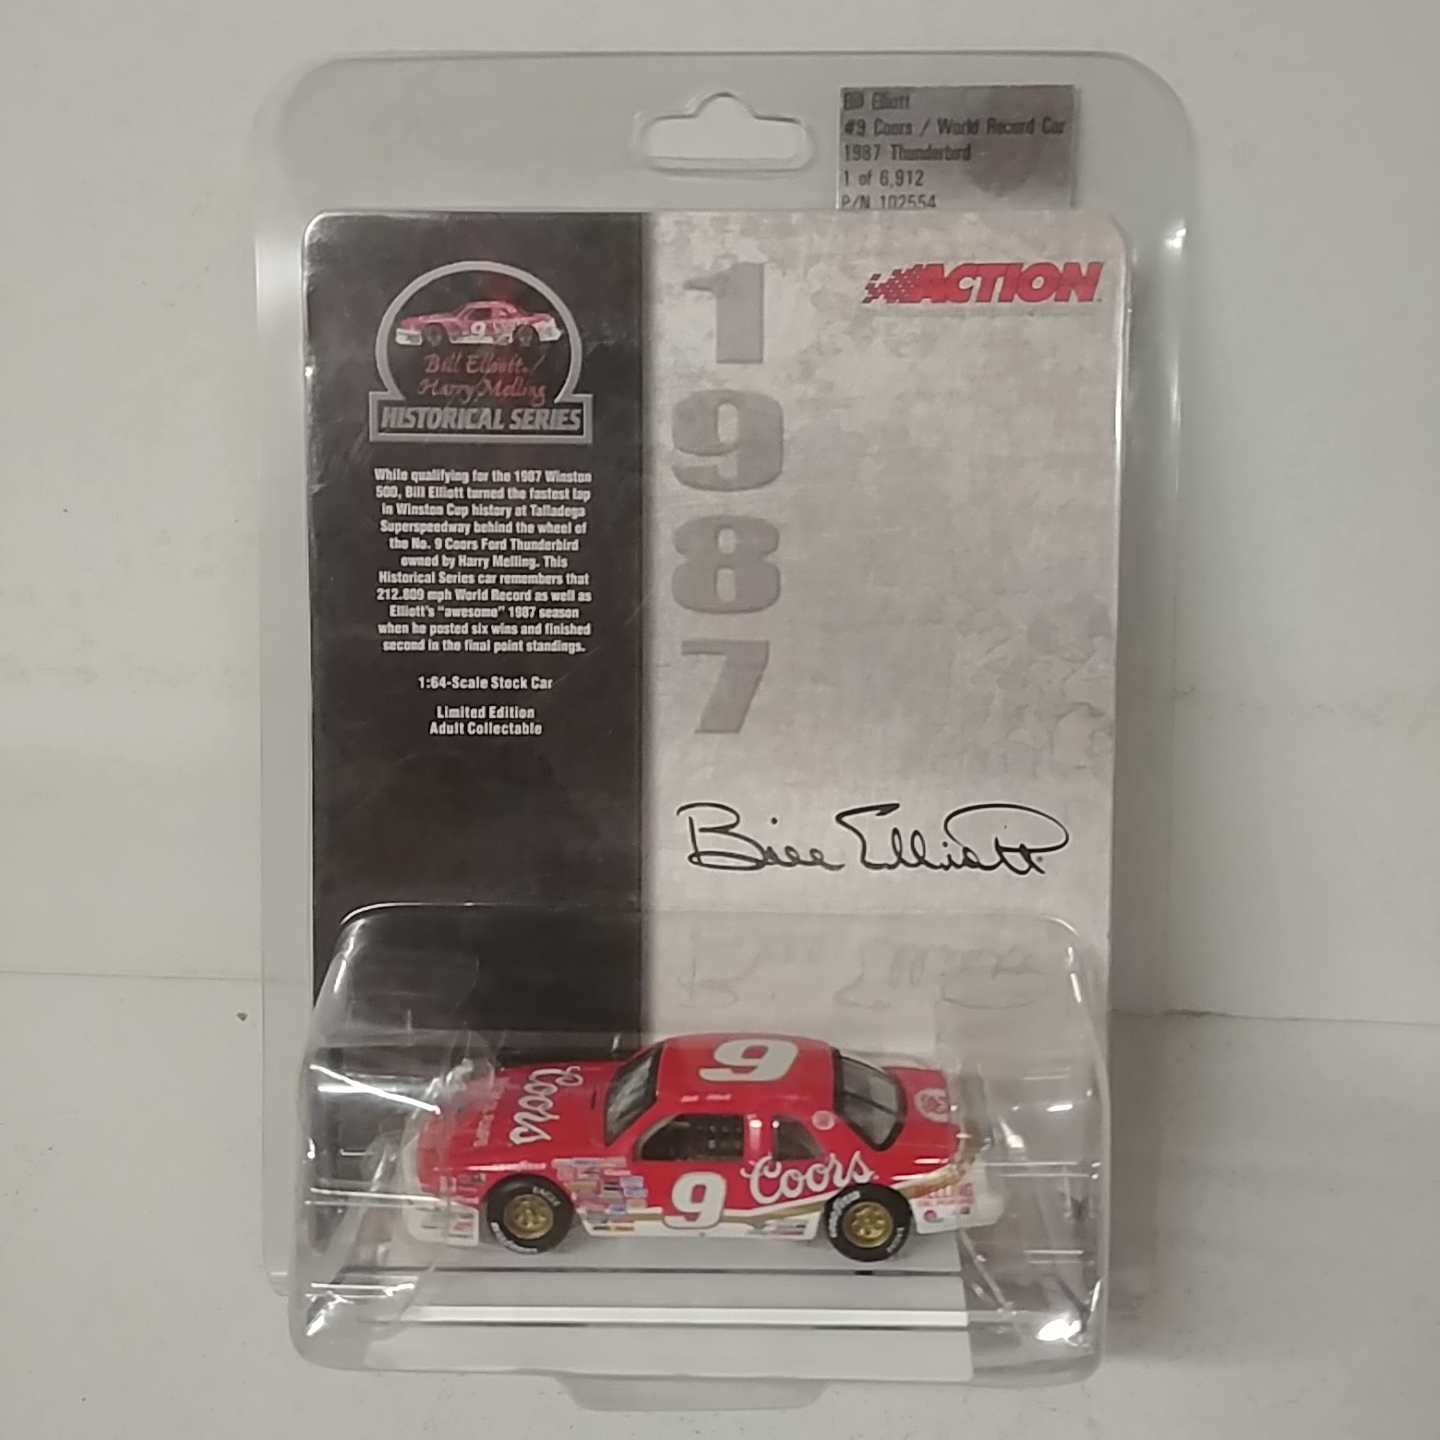 Bill Elliott
#9 Coors / World Record Car
1987 Thunderbird
1 of 6,912
P/N 102554
ACTION
1
9
8
7
9
Bill Elliott /
Harry Melling
HISTORICAL SERIES
While qualifying for the 1987 Winston
500, Bill Elliott turned the fastest lap
in Winston Cup history at Talladega
Superspeedway behind the wheel of
the No. 9 Coors Ford Thunderbird
owned by Harry Melling. This
Historical Series car remembers that
212.809 mph World Record as well as
Elliott's "awesome" 1987 season
when he posted six wins and finished
second in the final point standings.
1:64-Scale Stock Car
Limited Edition
Adult Collectable
Bill Elliott
9
Coors
9
Coors
MELLING